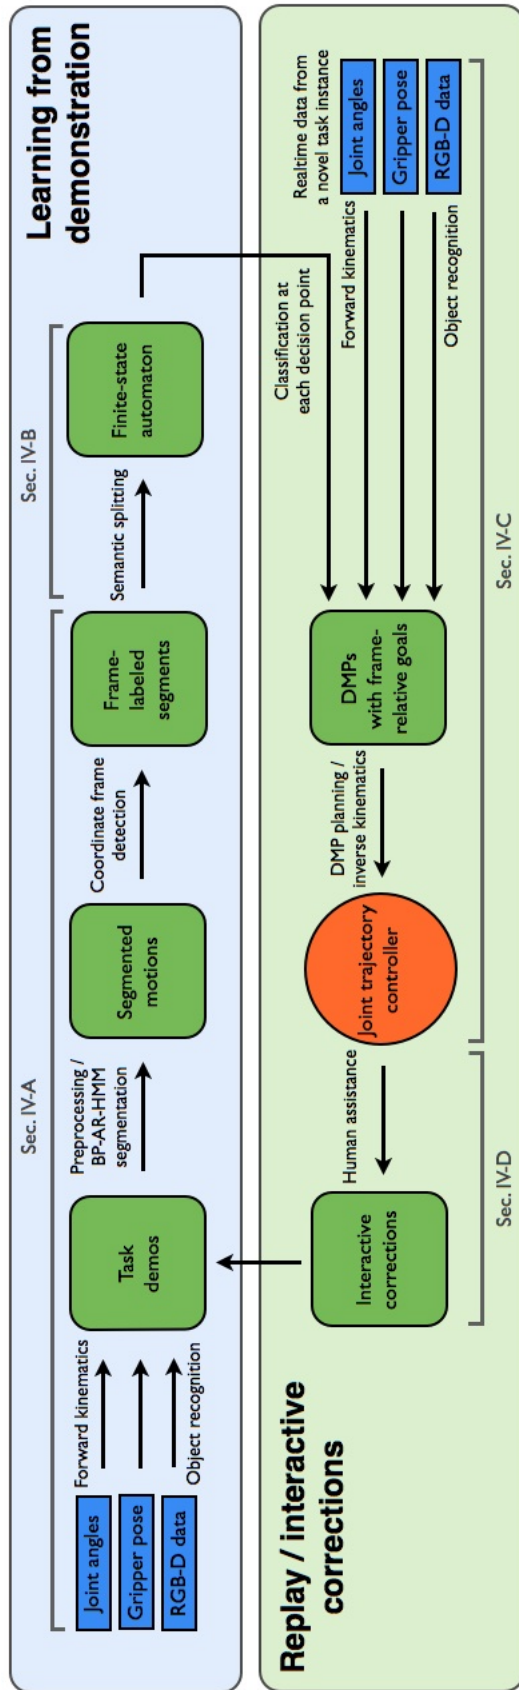 Learning from
demonstration
Sec. IV-A
Sec. IV-B
Joint angles
Gripper pose
RGB-D data
Forward kinematics
Object recognition
Task
demos
Preprocessing /
BP-AR-HMM
segmentation
Segmented
motions
Coordinate frame
detection
Frame-
labeled
segments
Semantic splitting
Finite-state
automaton
Classification at
each decision point
Replay / interactive
corrections
Realtime data from
a novel task instance
Joint angles
Gripper pose
RGB-D data
Forward kinematics
Object recognition
DMPs
with frame-
relative goals
DMP planning /
inverse kinematics
Joint trajectory
controller
Human assistance
Interactive
corrections
Sec. IV-D
Sec. IV-C